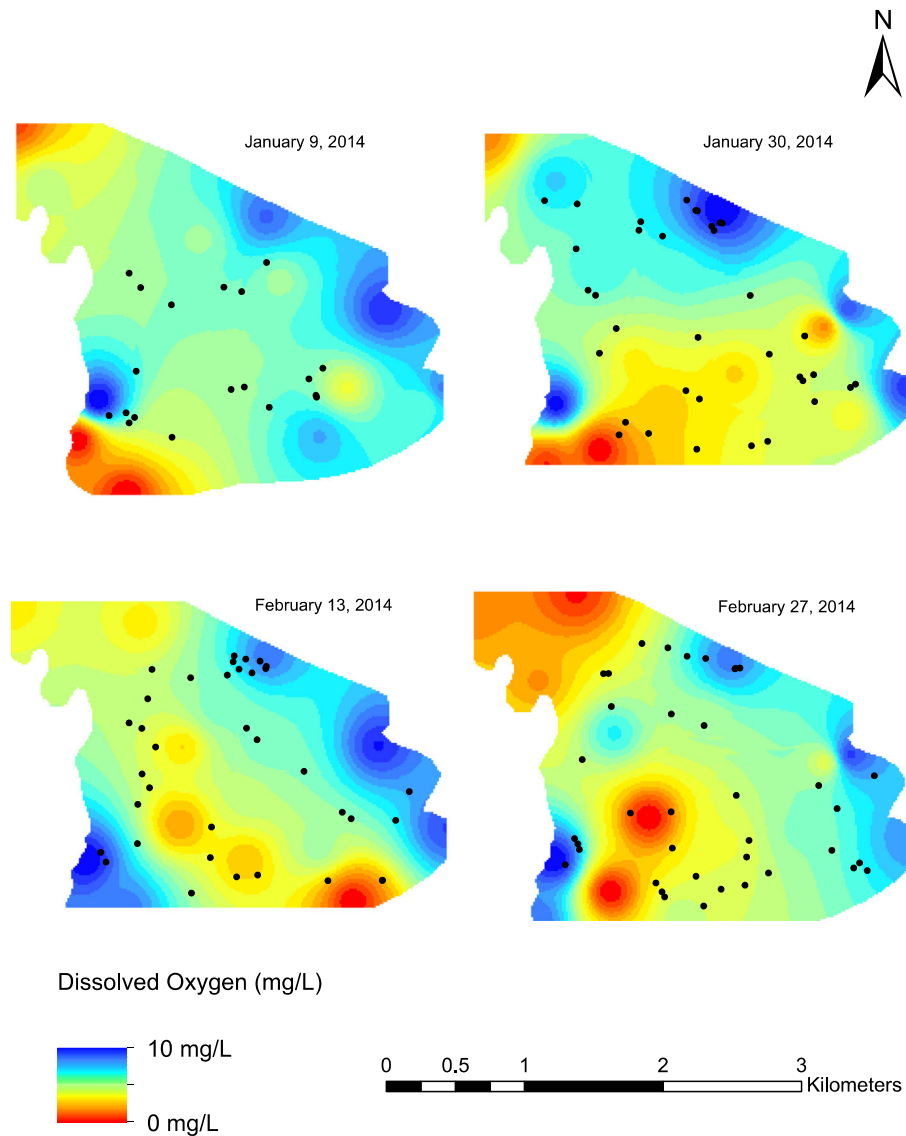 N
January 9, 2014
January 30, 2014
February 13, 2014
February 27, 2014
Dissolved Oxygen (mg/L)
10 mg/L
0 mg/L
0 0.5 1 2 3
Kilometers